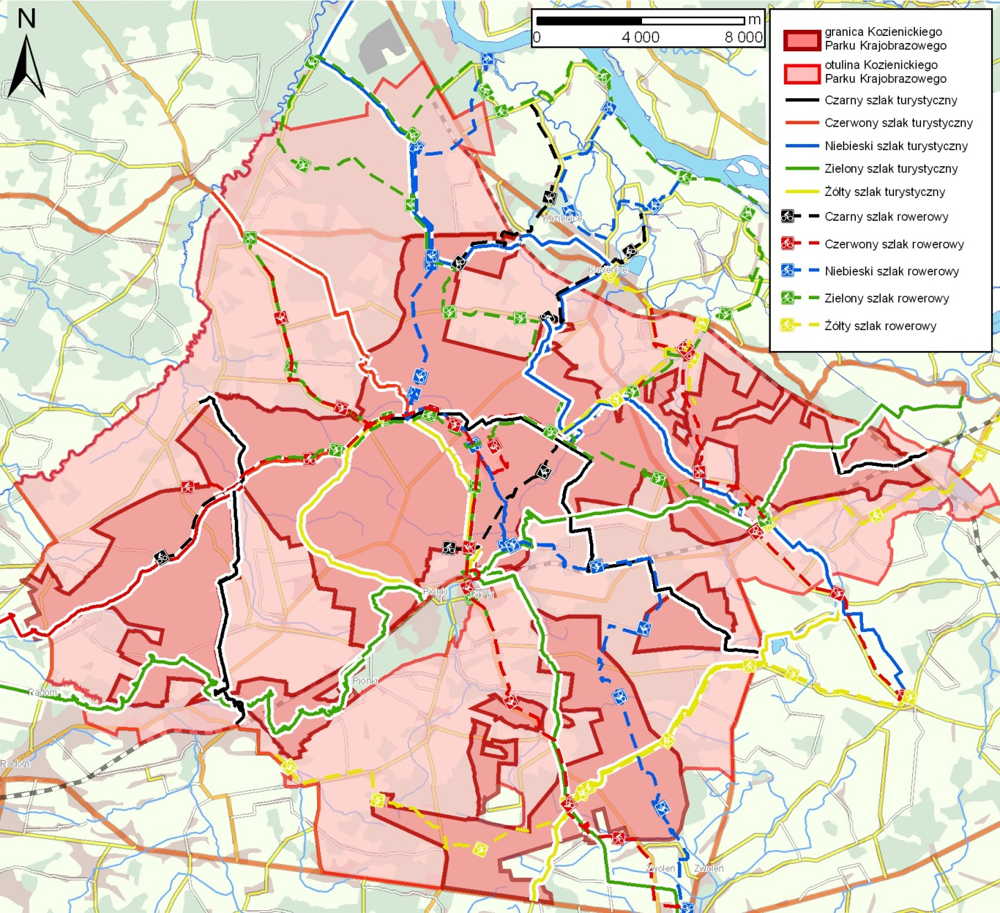 N
m
0 4 000 8 000
granica Kozienickiego
Parku Krajobrazowego
otulina Kozienickiego
Parku Krajobrazowego
Czarny szlak turystyczny
Czerwony szlak turystyczny
Niebieski szlak turystyczny
Zielony szlak turystyczny
Żółty szlak turystyczny
Czarny szlak rowerowy
Czerwony szlak rowerowy
Niebieski szlak rowerowy
Zielony szlak rowerowy
Żółty szlak rowerowy
Kozienice
Kozienice
Pionki
Pionki
Pionki
Radom
Radom
Zwoleń
Zwoleń